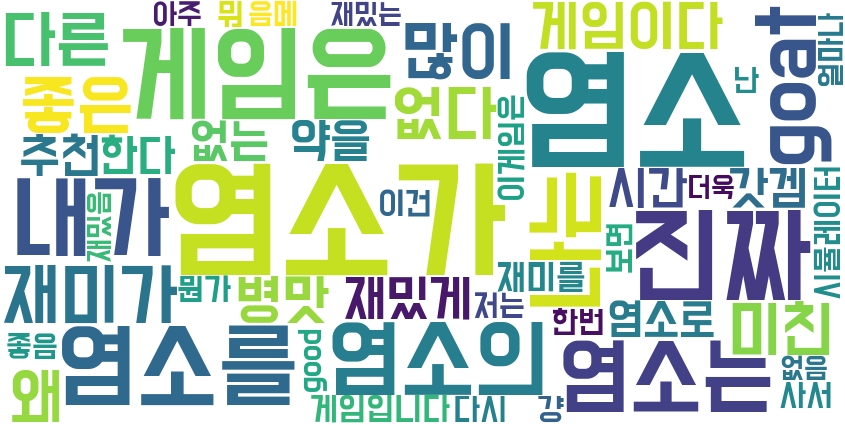 다른
게임은
아주
뭐
음메
재밌는
많이
게임이다
염소
goat
얼마나
난
좋은
없는
약을
없다
이게임은
추천한다
내가
재밌음
염소가
이건
그냥
보면
시간
더욱
갓겜
진짜
시뮬레이터
재미가
뭔가
병맛
재밌게
저는
재미를
한번
염소로
미친
좋음
왜
염소를
good
염소의
게임입니다
다시
걍
염소는
없음
사서